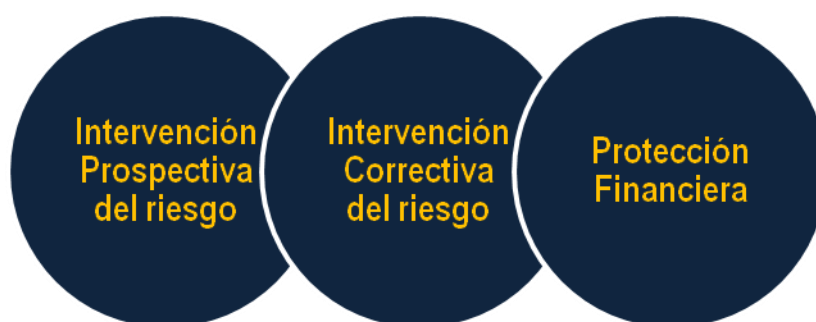 Intervención
Prospectiva
del riesgo
Intervención
Correctiva
del riesgo
Protección
Financiera